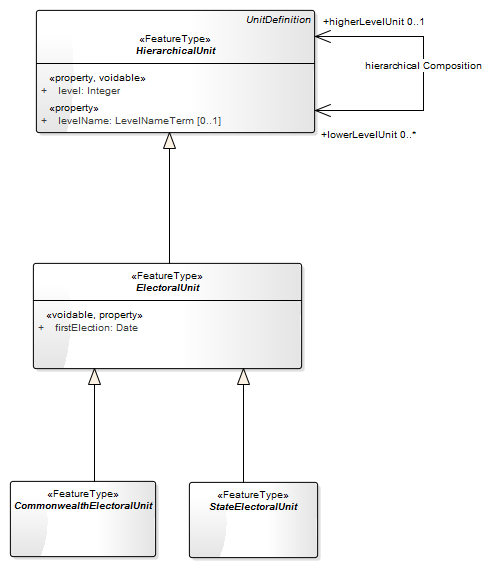 UnitDefinition
«FeatureType»
HierarchicalUnit
«property, voidable»
+ level: Integer
«property»
+ levelName: LevelNameTerm [0..1]
+higherLevelUnit 0..1
hierarchical Composition
+lowerLevelUnit 0..*
«FeatureType»
ElectoralUnit
«voidable, property»
+ firstElection: Date
«FeatureType»
CommonwealthElectoralUnit
«FeatureType»
StateElectoralUnit